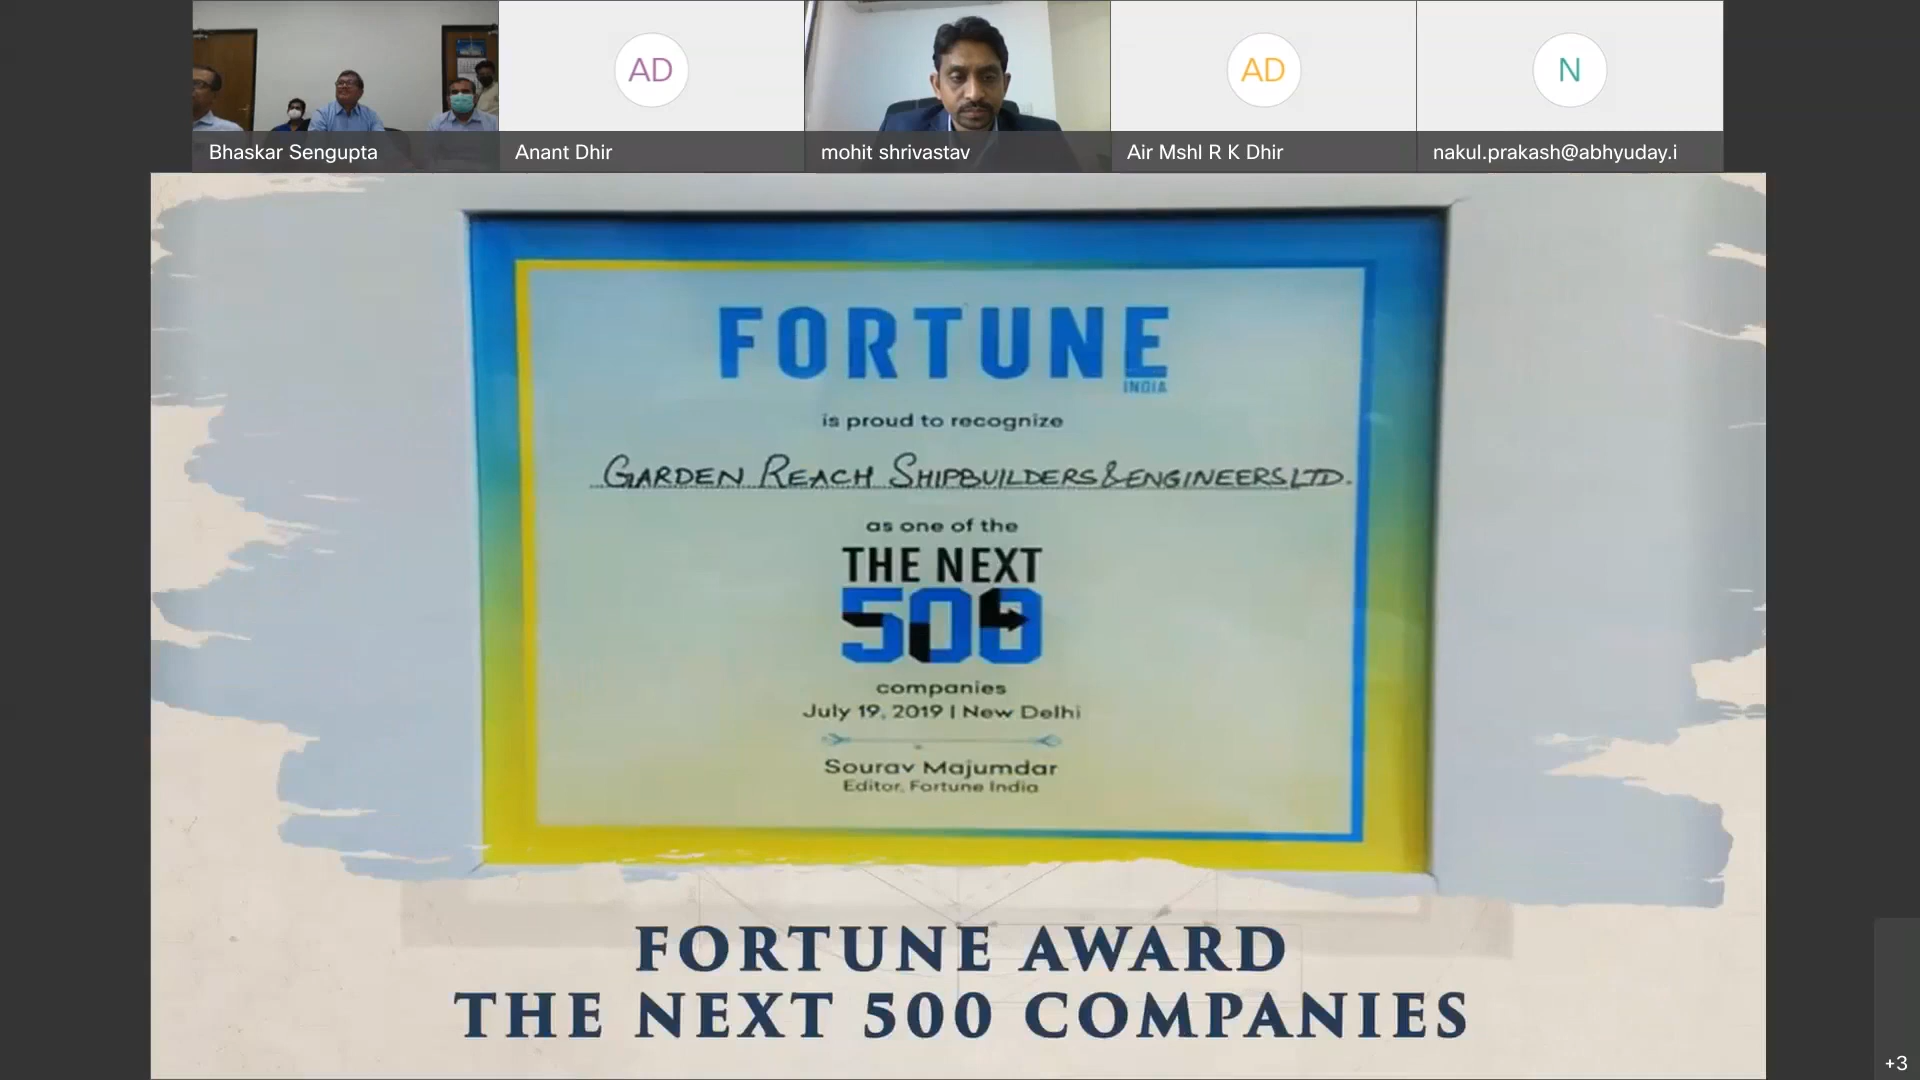 AD
AD
N
Bhaskar Sengupta
Anant Dhir
mohit shrivastav
Air Mshl R K Dhir
nakul.prakash@abhyuday.i
FORTUNE
INDIA
is proud to recognize
GARDEN REACH SHIPBUILDERS & ENGINEERS LTD.
as one of the
THE NEXT
500
companies
July 19, 2019 | New Delhi
Sourav Majumdar
Editor, Fortune India
FORTUNE AWARD
THE NEXT 500 COMPANIES
+3